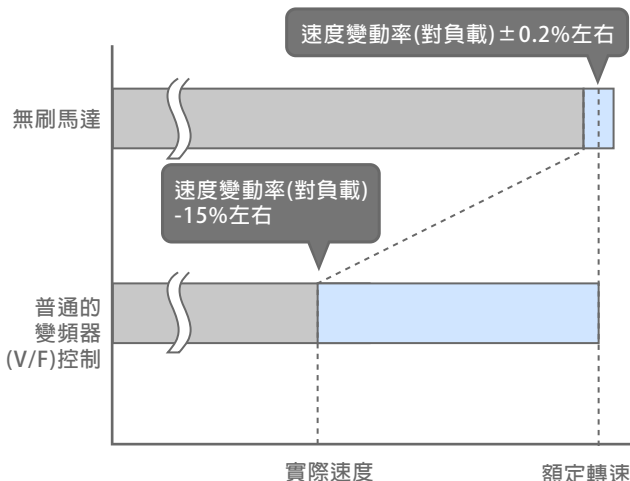 速度變動率(對負載)±0.2%左右
無刷馬達
速度變動率(對負載)
-15%左右
普通的
變頻器
(V/F)控制
實際速度
額定轉速